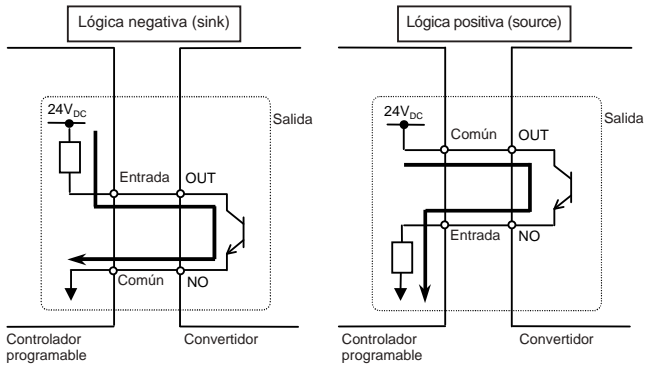 Lógica negativa (sink)
24VDC
Salida
Entrada
OUT
Común
NO
Controlador
programable
Convertidor
Lógica positiva (source)
24VDC
Común
OUT
Salida
Entrada
NO
Controlador
programable
Convertidor